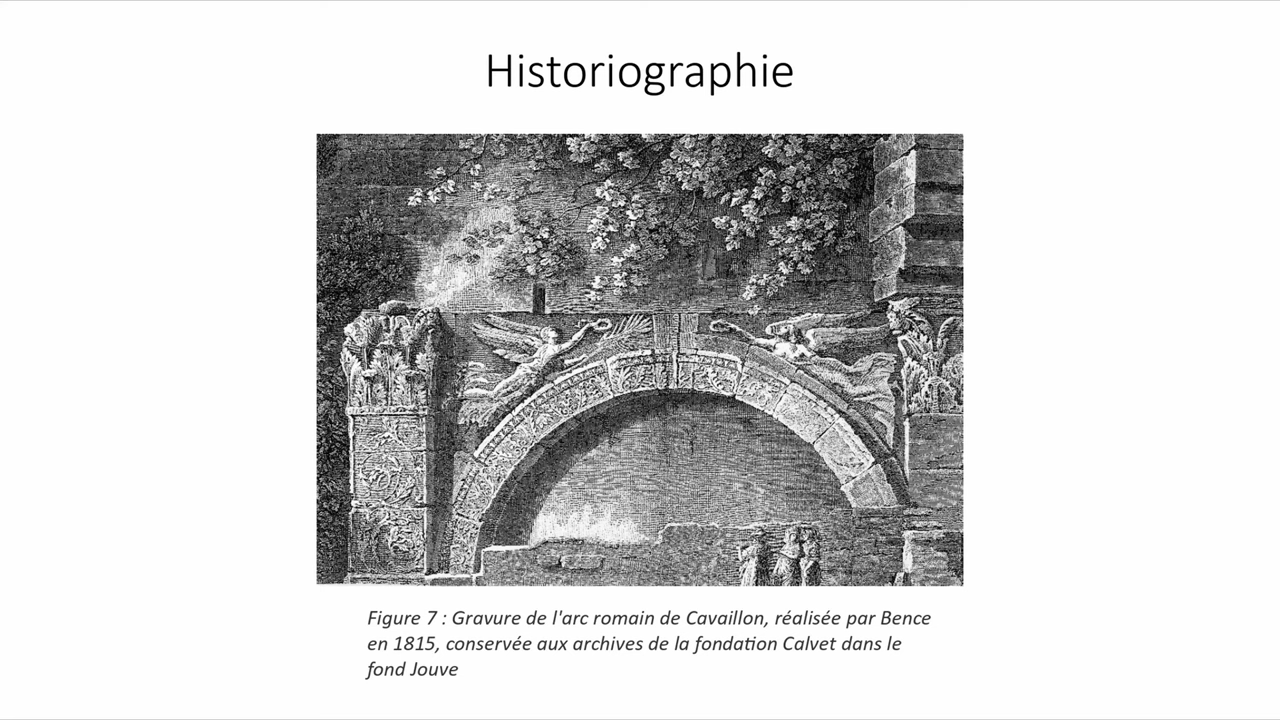 Historiographie
Figure 7 : Gravure de l'arc romain de Cavaillon, réalisée par Bence
en 1815, conservée aux archives de la fondation Calvet dans le
fond Jouve